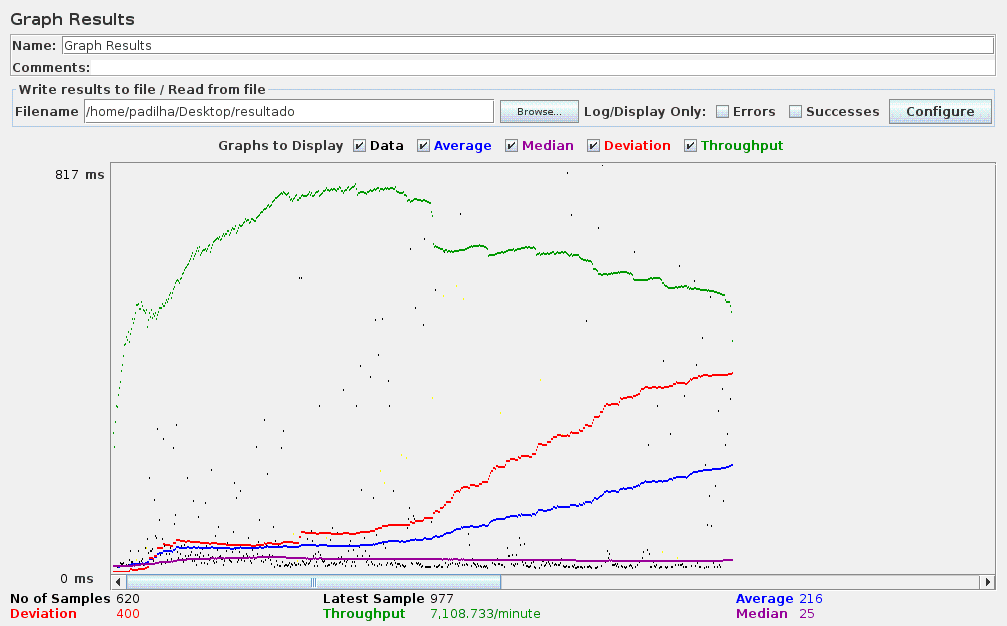 Graph Results
Name: Graph Results
Comments:
Write results to file / Read from file
Filename /home/padilha/Desktop/resultado Browse... Log/Display Only: Errors Successes Configure
Graphs to Display Data Average Median Deviation Throughput
817 ms
0 ms
No of Samples 620 Latest Sample 977 Average 216
Deviation 400 Throughput 7,108.733/minute Median 25